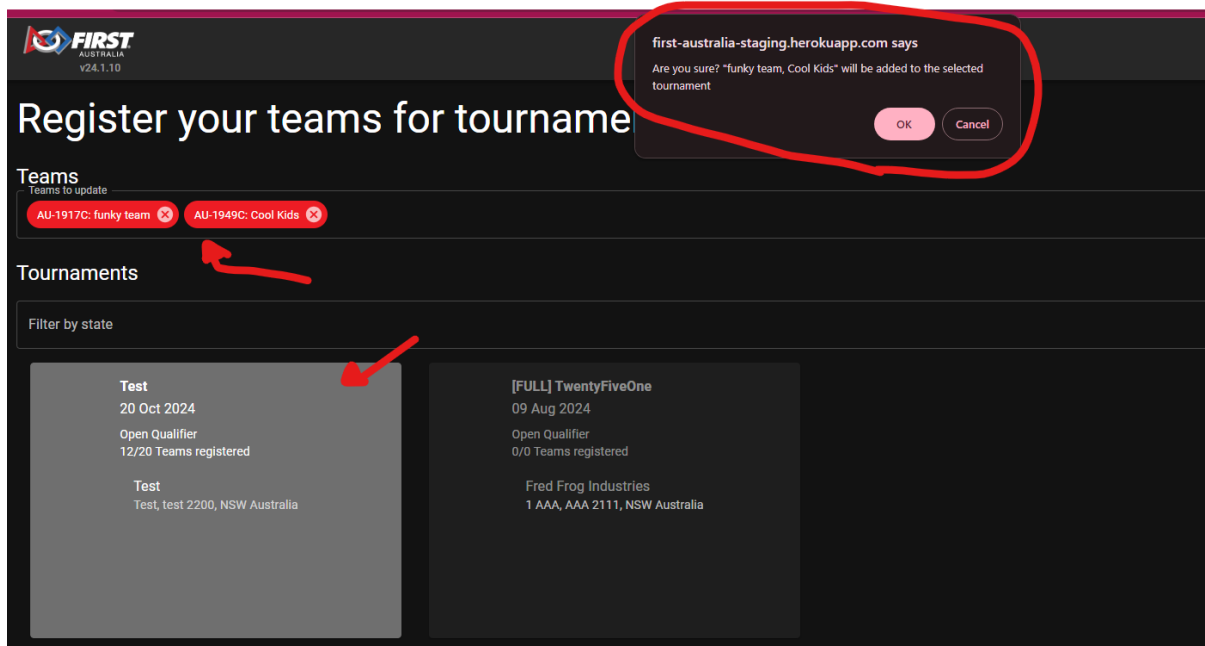 FIRST
AUSTRALIA
v24.1.10
first-australia-staging.herokuapp.com says
Are you sure? "funky team, Cool Kids" will be added to the selected
tournament
OK
Cancel
Register your teams for tourname
Teams
Teams to update
AU-1917C: funky team
AU-1949C: Cool Kids
Tournaments
Filter by state
Test
20 Oct 2024
Open Qualifier
12/20 Teams registered
Test
Test, test 2200, NSW Australia
[FULL] TwentyFiveOne
09 Aug 2024
Open Qualifier
0/0 Teams registered
Fred Frog Industries
1 AAA, AAA 2111, NSW Australia